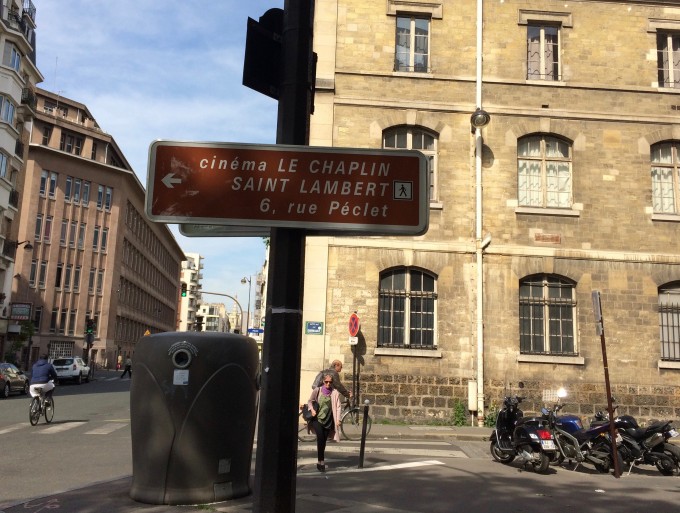 cinéma LE CHAPLIN
SAINT LAMBERT
6, rue Péclet